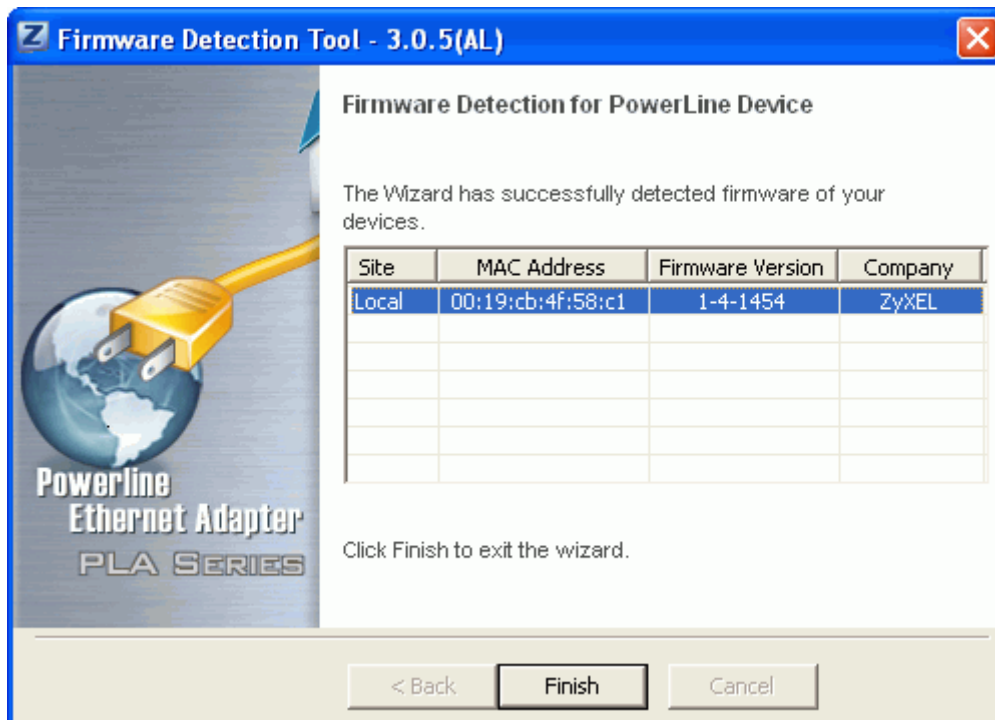 Firmware Detection Tool - 3.0.5(AL)
Firmware Detection for PowerLine Device
The Wizard has successfully detected firmware of your
devices.
Site MAC Address Firmware Version Company
Local 00:19:cb:4f:58:c1 1-4-1454 ZyXEL
Powerline
Ethernet Adapter
PLA SERIES
Click Finish to exit the wizard.
< Back Finish Cancel